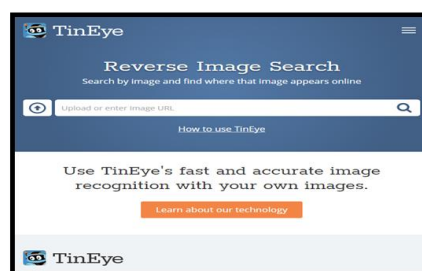 TinEye
Reverse Image Search
Search by image and find where that image appears online
Upload or enter Image URL
How to use TinEye
Use TinEye's fast and accurate image
recognition with your own images.
Learn about our technology
TinEye